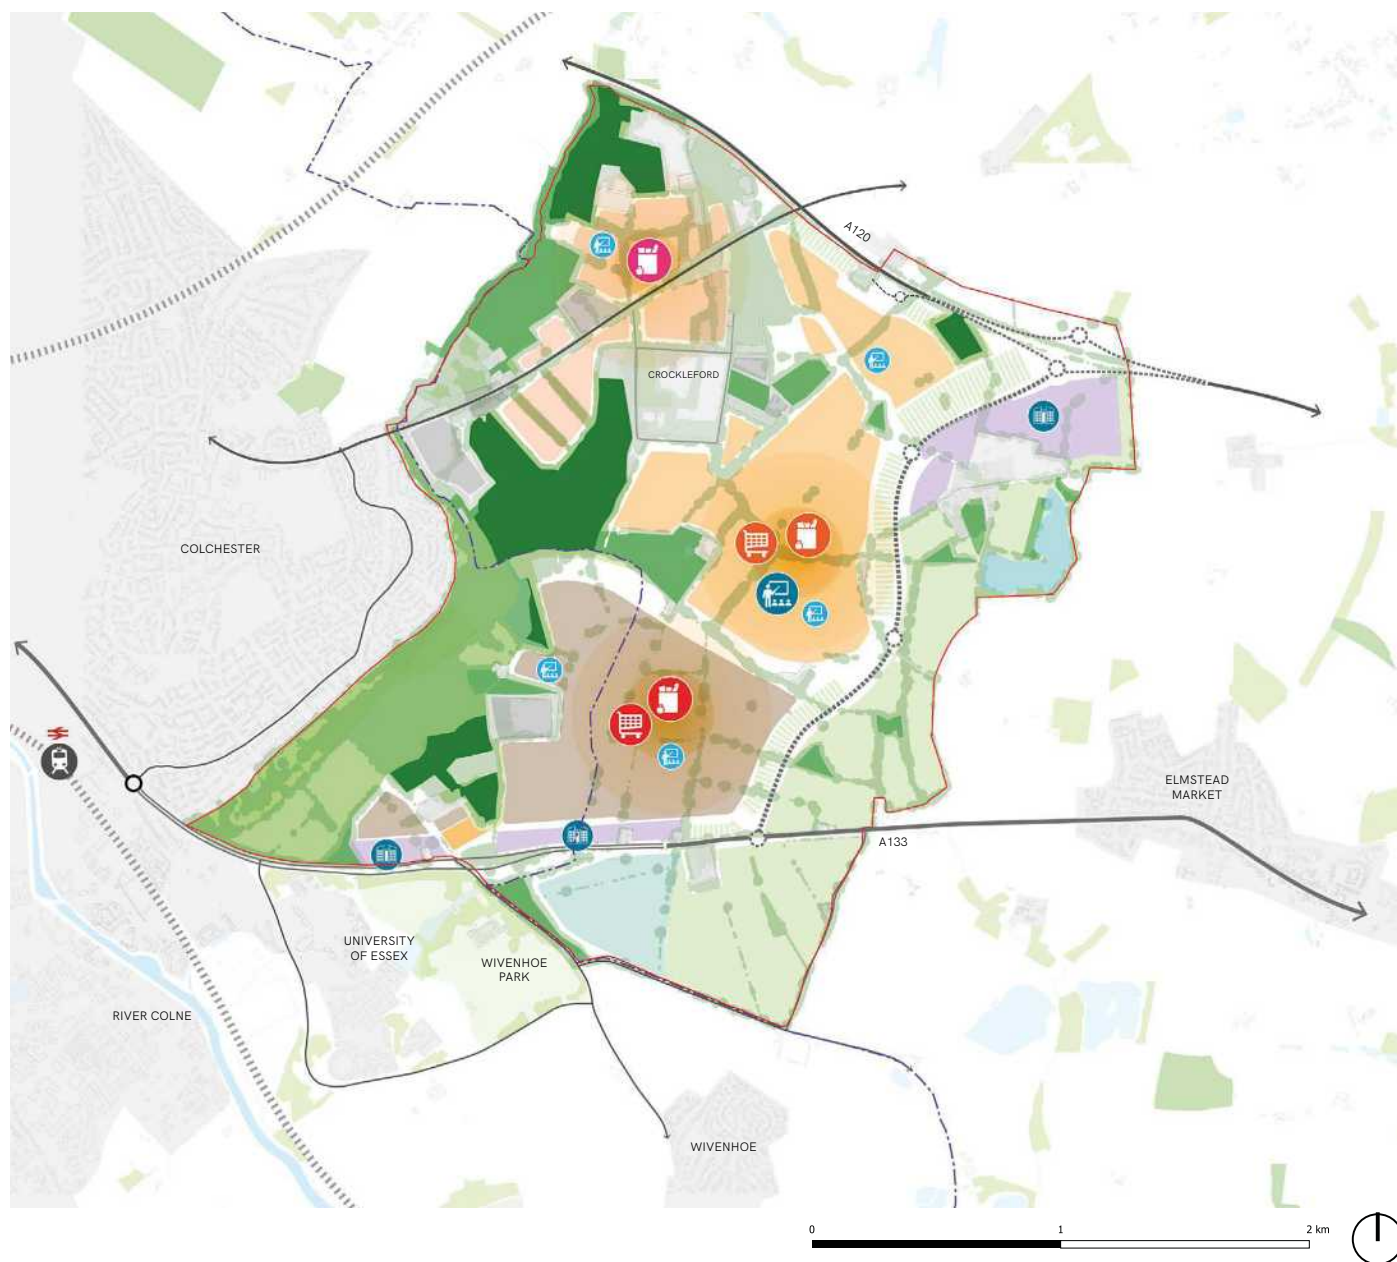 A120
CROCKLEFORD
COLCHESTER
ELMSTEAD
MARKET
A133
UNIVERSITY
OF ESSEX
WIVENHOE
PARK
RIVER COLNE
WIVENHOE
0 1 2 km